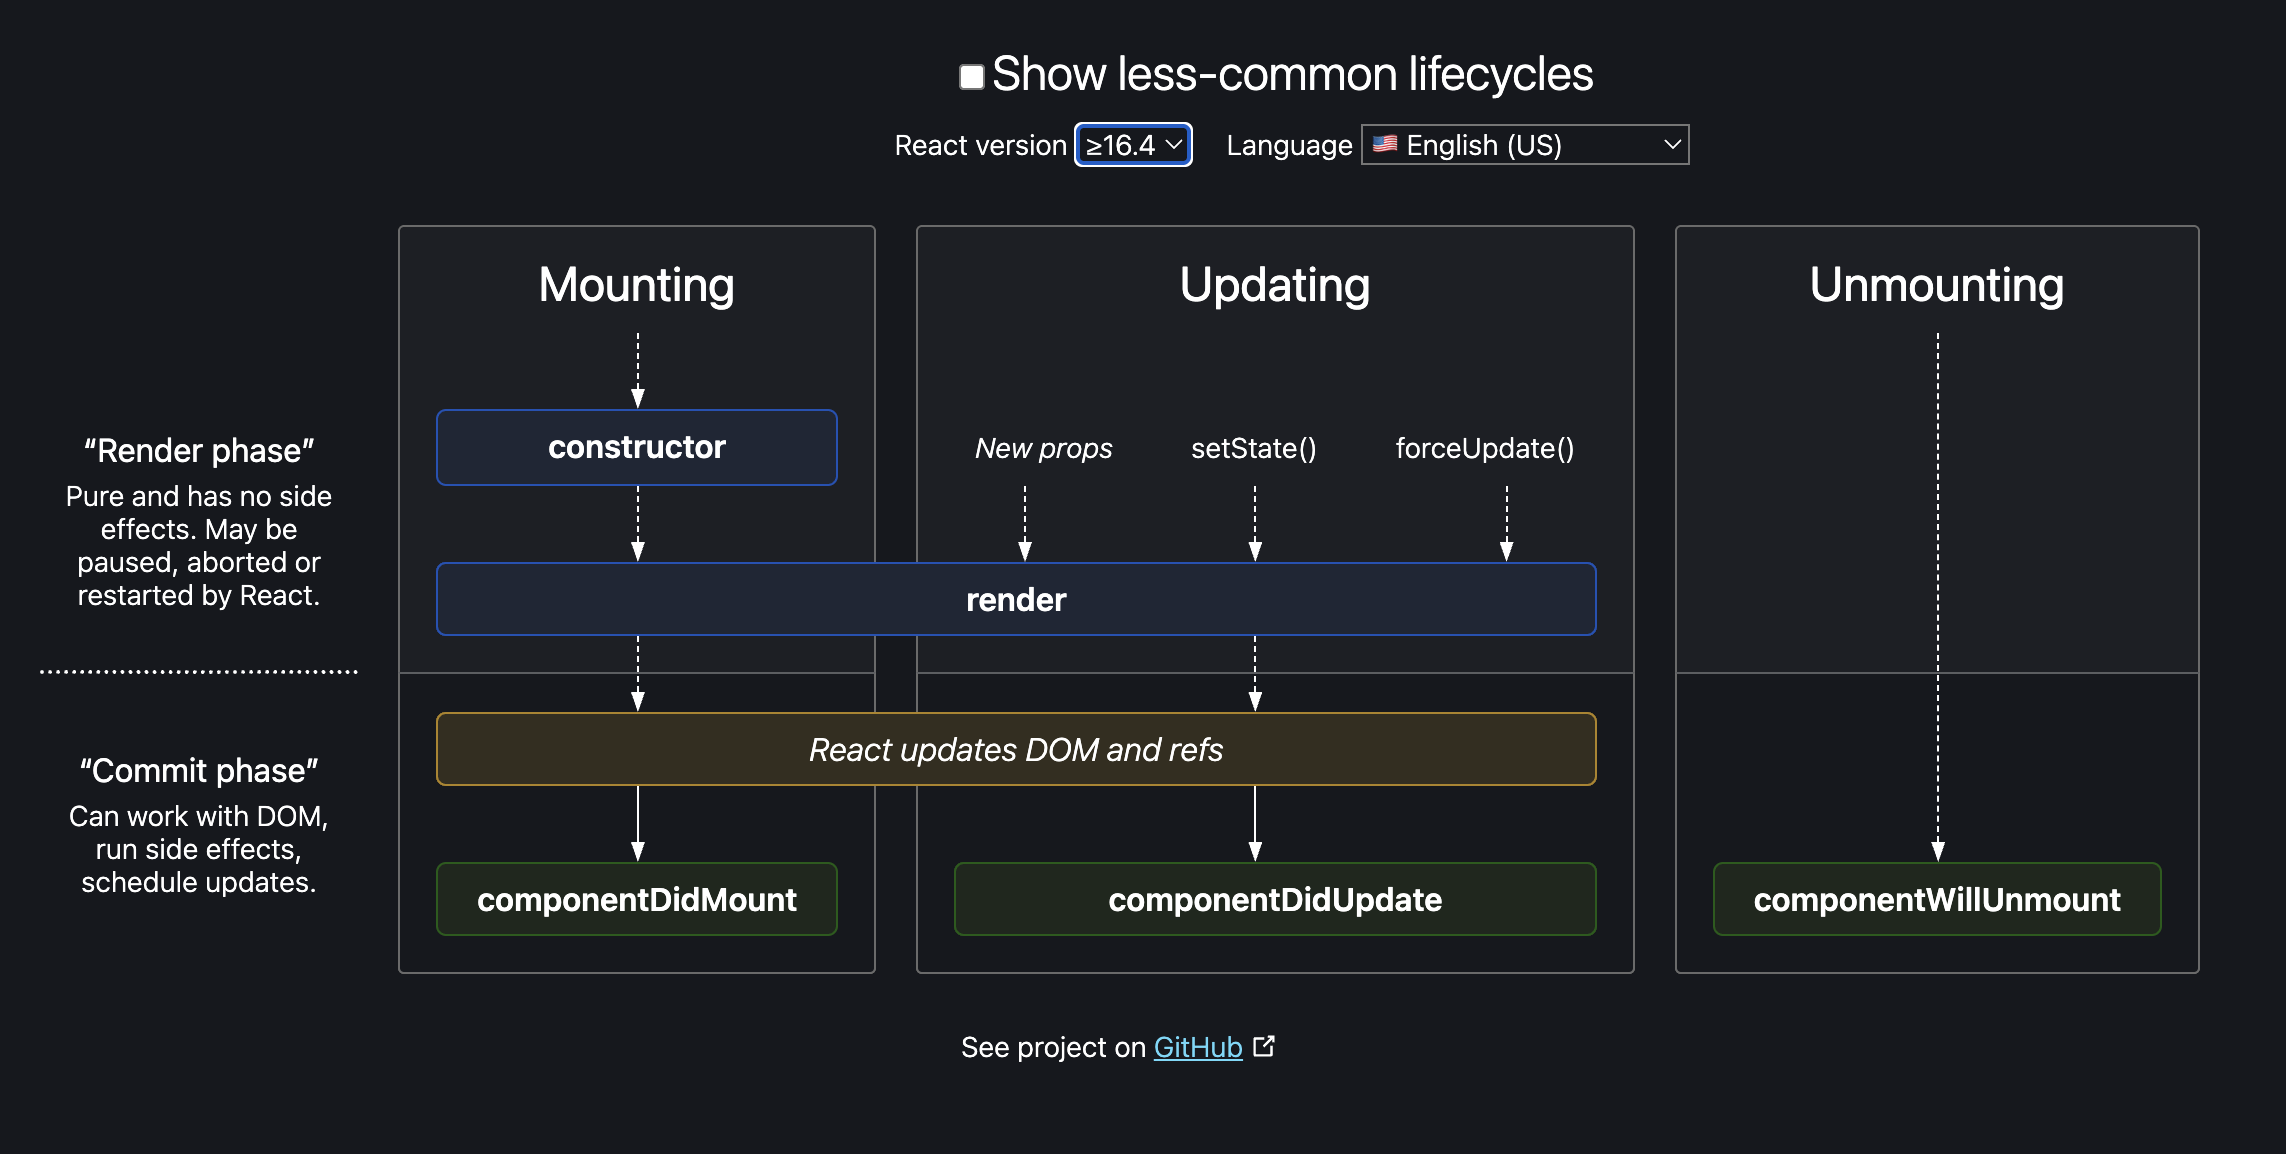 Show less-common lifecycles
React version ≥16.4 Language 🇺🇸 English (US)
Mounting
Updating
Unmounting
“Render phase”
Pure and has no side
effects. May be
paused, aborted or
restarted by React.
constructor
New props
setState()
forceUpdate()
render
“Commit phase”
Can work with DOM,
run side effects,
schedule updates.
React updates DOM and refs
componentDidMount
componentDidUpdate
componentWillUnmount
See project on GitHub